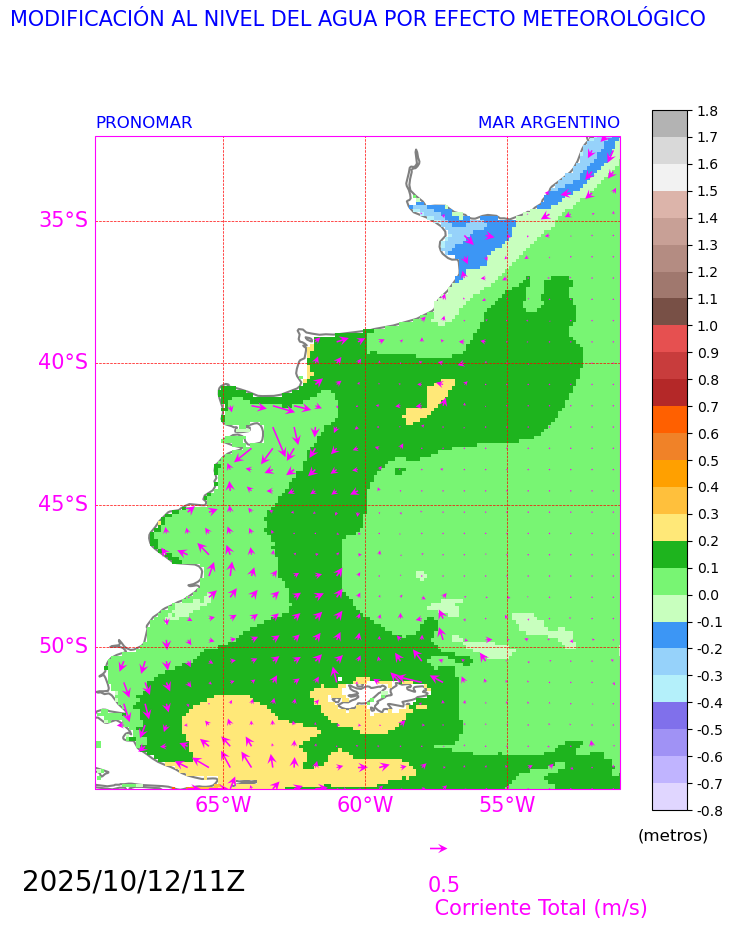 MODIFICACIÓN AL NIVEL DEL AGUA POR EFECTO METEOROLÓGICO
PRONOMAR MAR ARGENTINO
1.8
1.7
1.6
1.5
1.4
1.3
1.2
1.1
1.0
0.9
0.8
0.7
0.6
0.5
0.4
0.3
0.2
0.1
0.0
-0.1
-0.2
-0.3
-0.4
-0.5
-0.6
-0.7
-0.8
(metros)
35°S
40°S
45°S
50°S
65°W 60°W 55°W
2025/10/12/11Z
0.5
Corriente Total (m/s)